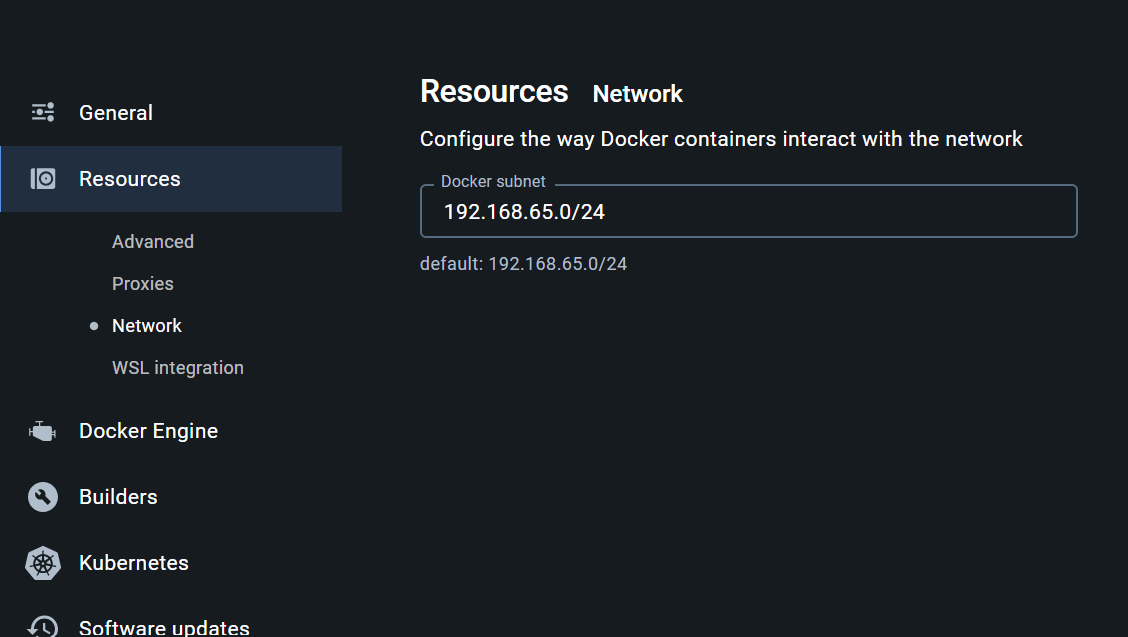 General
Resources
Advanced
Proxies
Network
WSL integration
Docker Engine
Builders
Kubernetes
Software updates
Resources Network
Configure the way Docker containers interact with the network
Docker subnet
192.168.65.0/24
default: 192.168.65.0/24